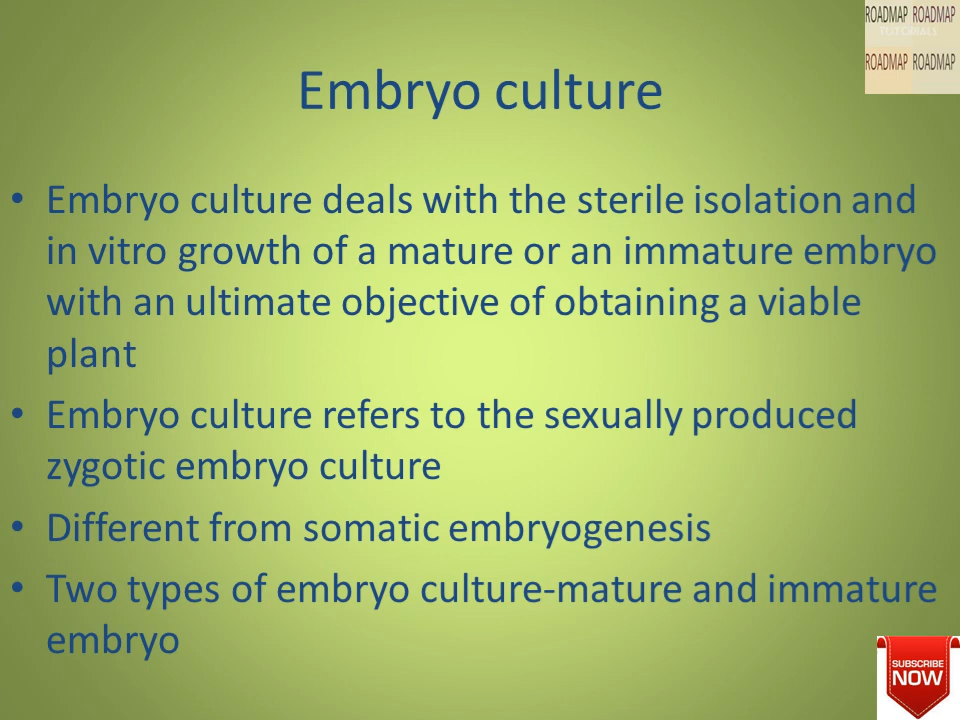 ROADMAP ROADMAP
TUTORIALS
ROADMAP ROADMAP
Embryo culture
• Embryo culture deals with the sterile isolation and
in vitro growth of a mature or an immature embryo
with an ultimate objective of obtaining a viable
plant
• Embryo culture refers to the sexually produced
zygotic embryo culture
• Different from somatic embryogenesis
• Two types of embryo culture-mature and immature
embryo
SUBSCRIBE
NOW